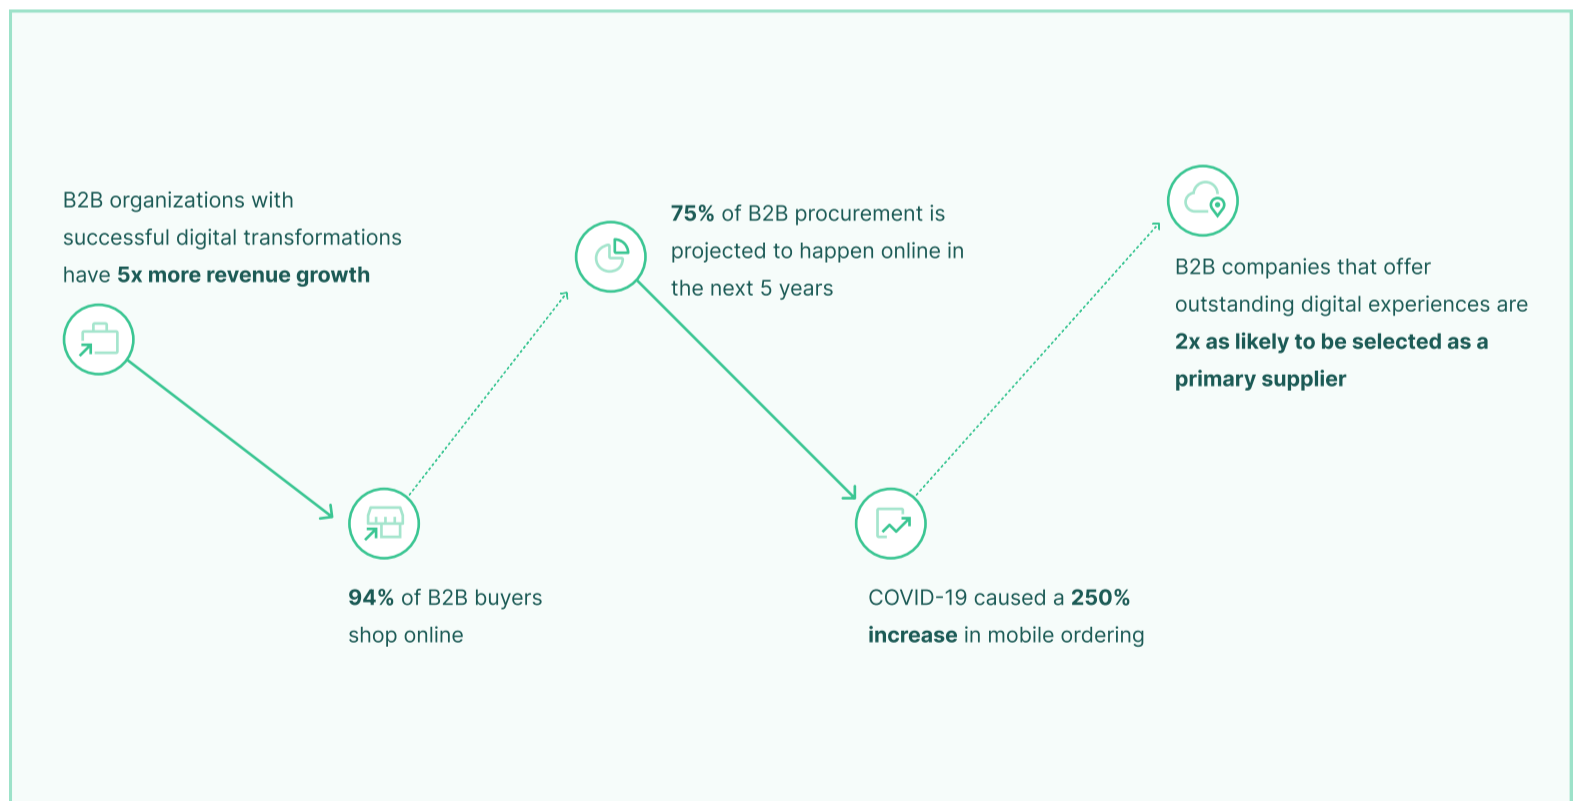 B2B organizations with
successful digital transformations
have 5x more revenue growth
94% of B2B buyers
shop online
75% of B2B procurement is
projected to happen online in
the next 5 years
COVID-19 caused a 250%
increase in mobile ordering
B2B companies that offer
outstanding digital experiences are
2x as likely to be selected as a
primary supplier